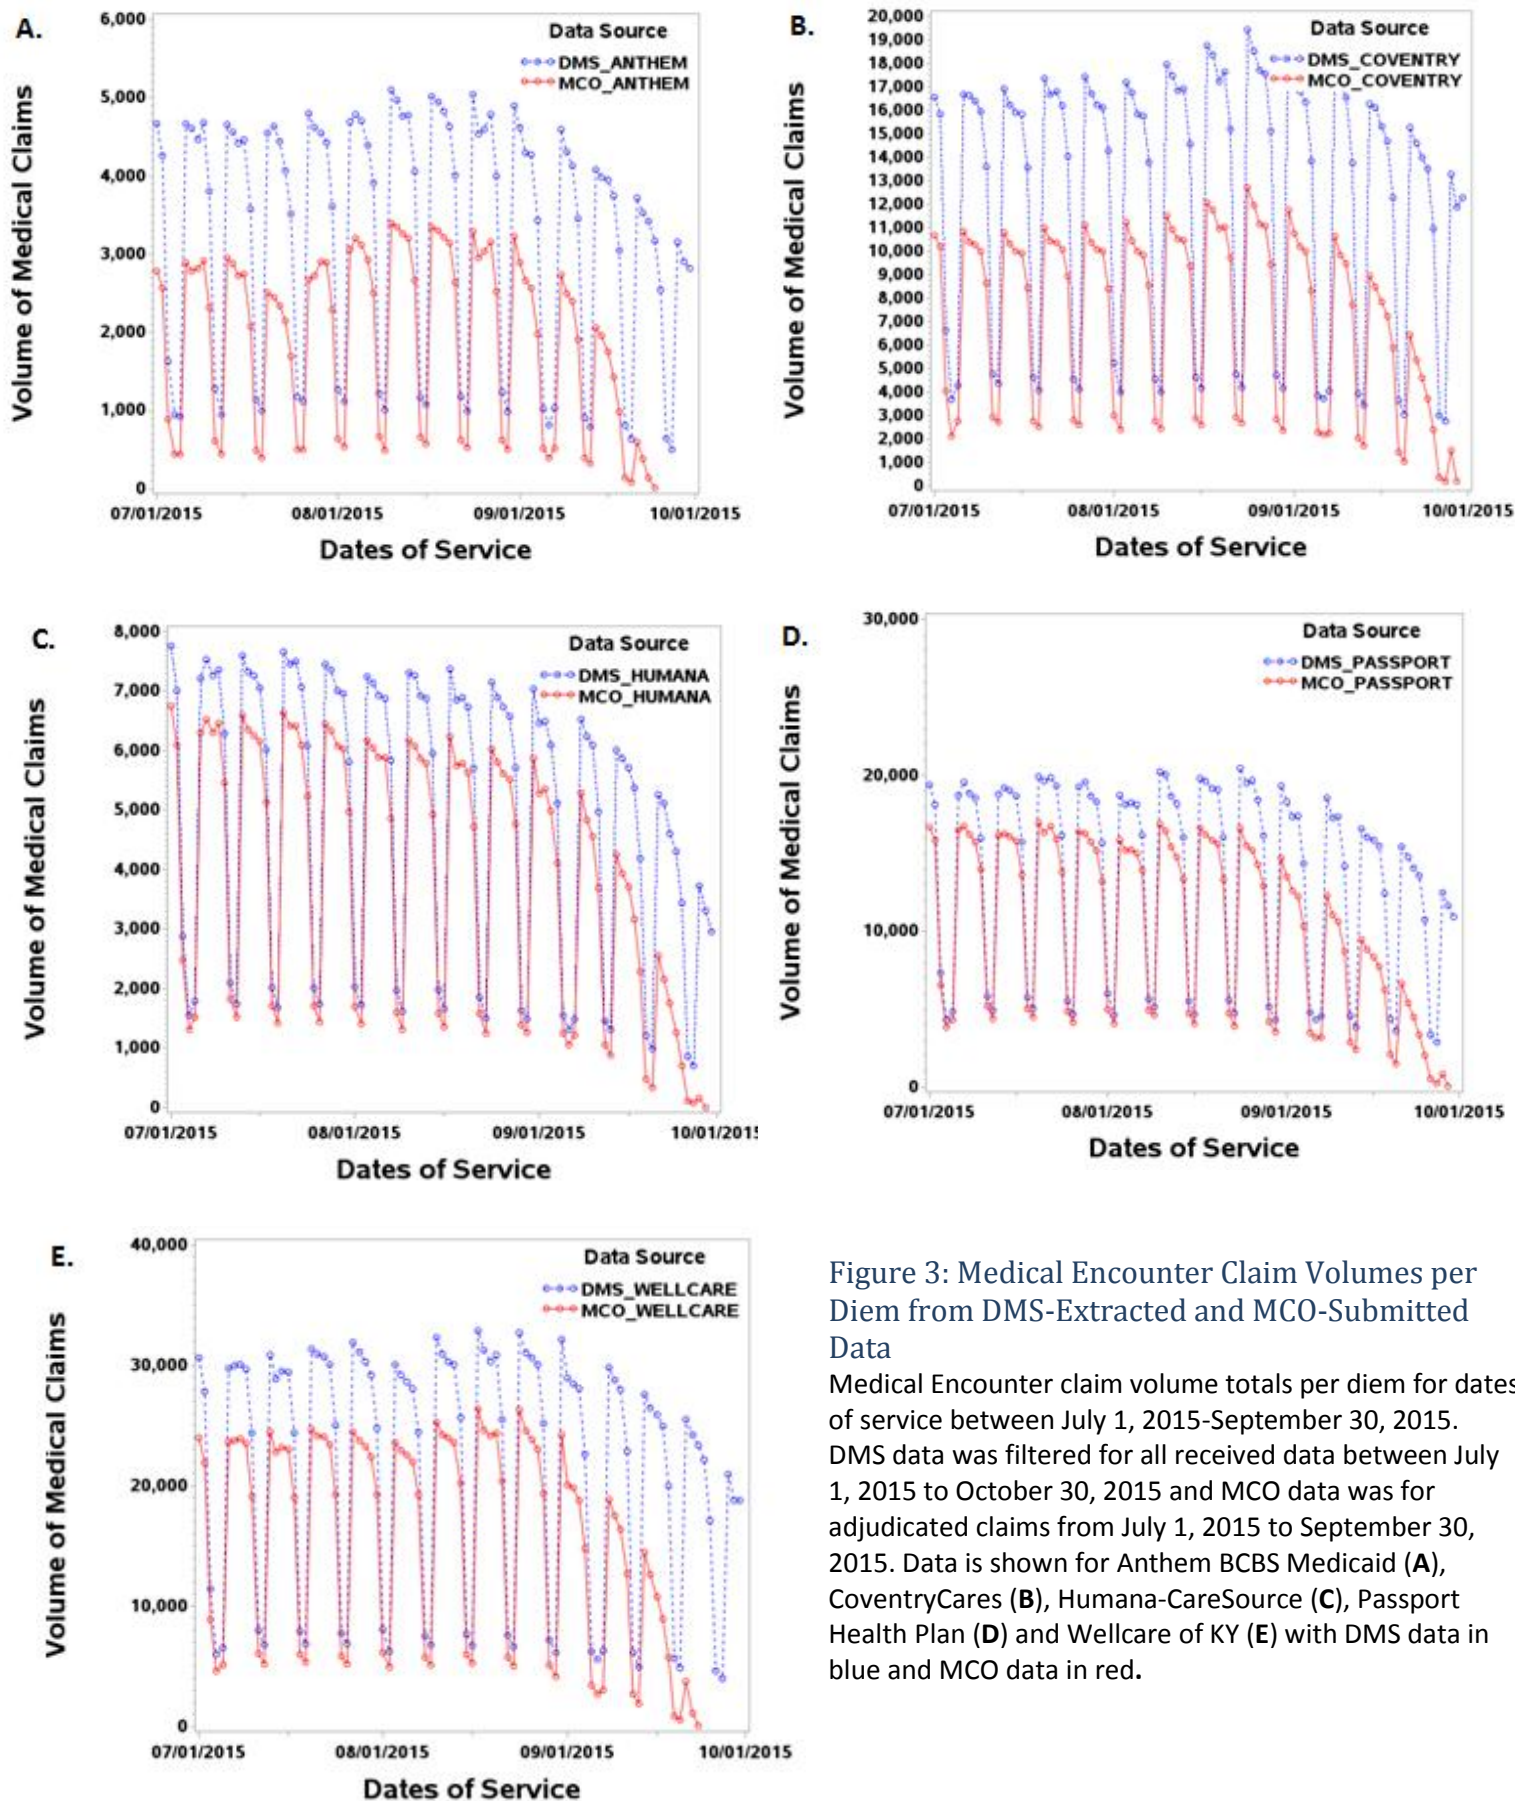 A.
6,000
5,000
4,000
3,000
2,000
1,000
0
Volume of Medical Claims
Data Source
DMS_ANTHEM
MCO_ANTHEM
07/01/2015 08/01/2015 09/01/2015 10/01/2015
Dates of Service
B.
20,000
19,000
18,000
17,000
16,000
15,000
14,000
13,000
12,000
11,000
10,000
9,000
8,000
7,000
6,000
5,000
4,000
3,000
2,000
1,000
0
Volume of Medical Claims
Data Source
DMS_COVENTRY
MCO_COVENTRY
07/01/2015 08/01/2015 09/01/2015 10/01/2015
Dates of Service
C.
8,000
7,000
6,000
5,000
4,000
3,000
2,000
1,000
0
Volume of Medical Claims
Data Source
DMS_HUMANA
MCO_HUMANA
07/01/2015 08/01/2015 09/01/2015 10/01/2015
Dates of Service
D.
30,000
20,000
10,000
0
Volume of Medical Claims
Data Source
DMS_PASSPORT
MCO_PASSPORT
07/01/2015 08/01/2015 09/01/2015 10/01/2015
Dates of Service
E.
40,000
30,000
20,000
10,000
0
Volume of Medical Claims
Data Source
DMS_WELLCARE
MCO_WELLCARE
07/01/2015 08/01/2015 09/01/2015 10/01/2015
Dates of Service
Figure 3: Medical Encounter Claim Volumes per
Diem from DMS-Extracted and MCO-Submitted
Data
Medical Encounter claim volume totals per diem for dates
of service between July 1, 2015-September 30, 2015.
DMS data was filtered for all received data between July
1, 2015 to October 30, 2015 and MCO data was for
adjudicated claims from July 1, 2015 to September 30,
2015. Data is shown for Anthem BCBS Medicaid (A),
CoventryCares (B), Humana-CareSource (C), Passport
Health Plan (D) and Wellcare of KY (E) with DMS data in
blue and MCO data in red.